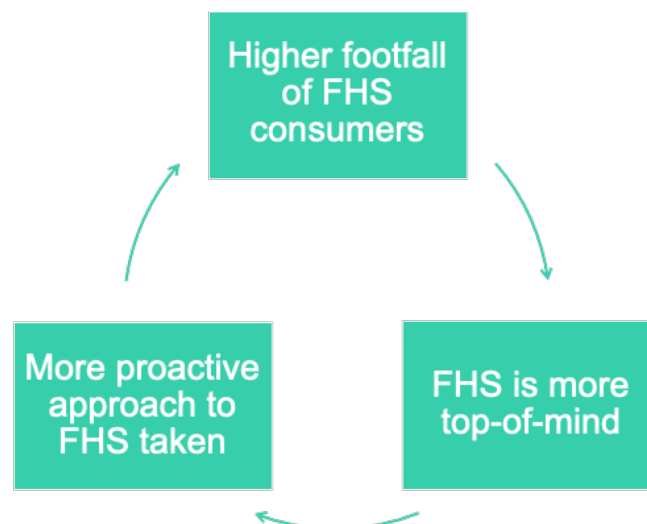 Higher footfall
of FHS
consumers
FHS is more
top-of-mind
More proactive
approach to
FHS taken